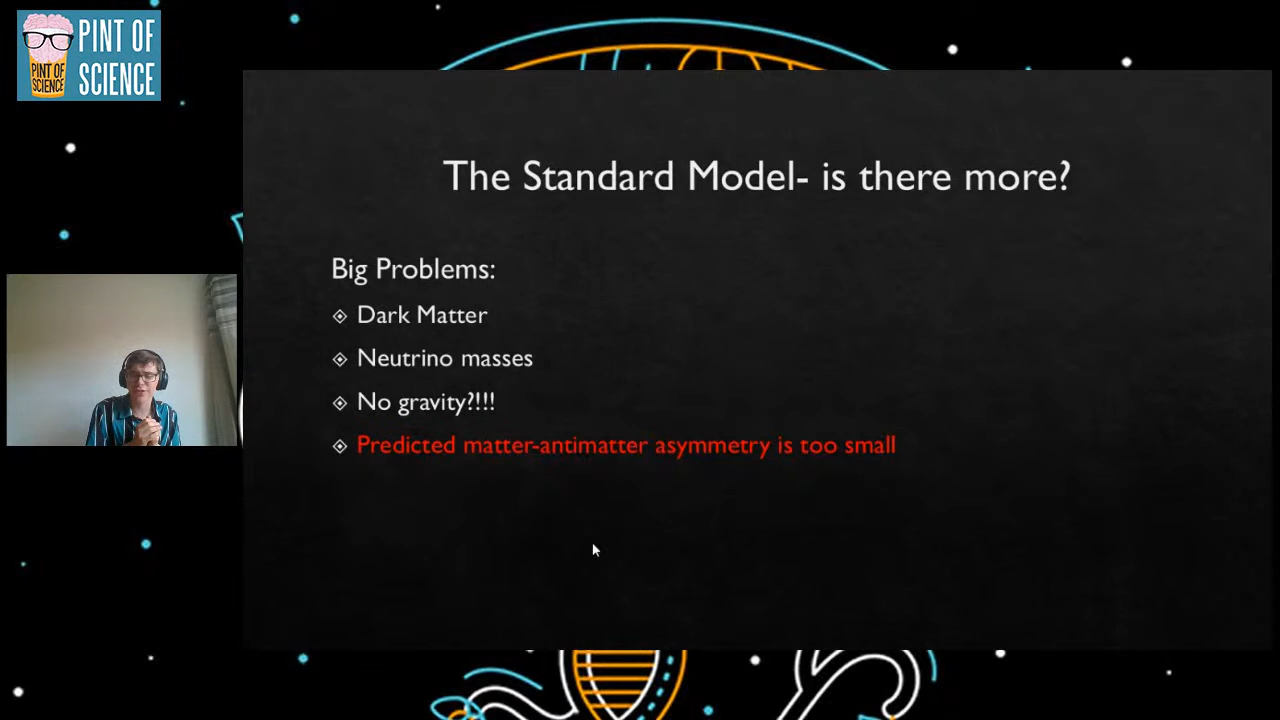 PINT OF
SCIENCE
PINT OF
SCIENCE
The Standard Model- is there more?
Big Problems:
Dark Matter
Neutrino masses
No gravity?!!!
Predicted matter-antimatter asymmetry is too small